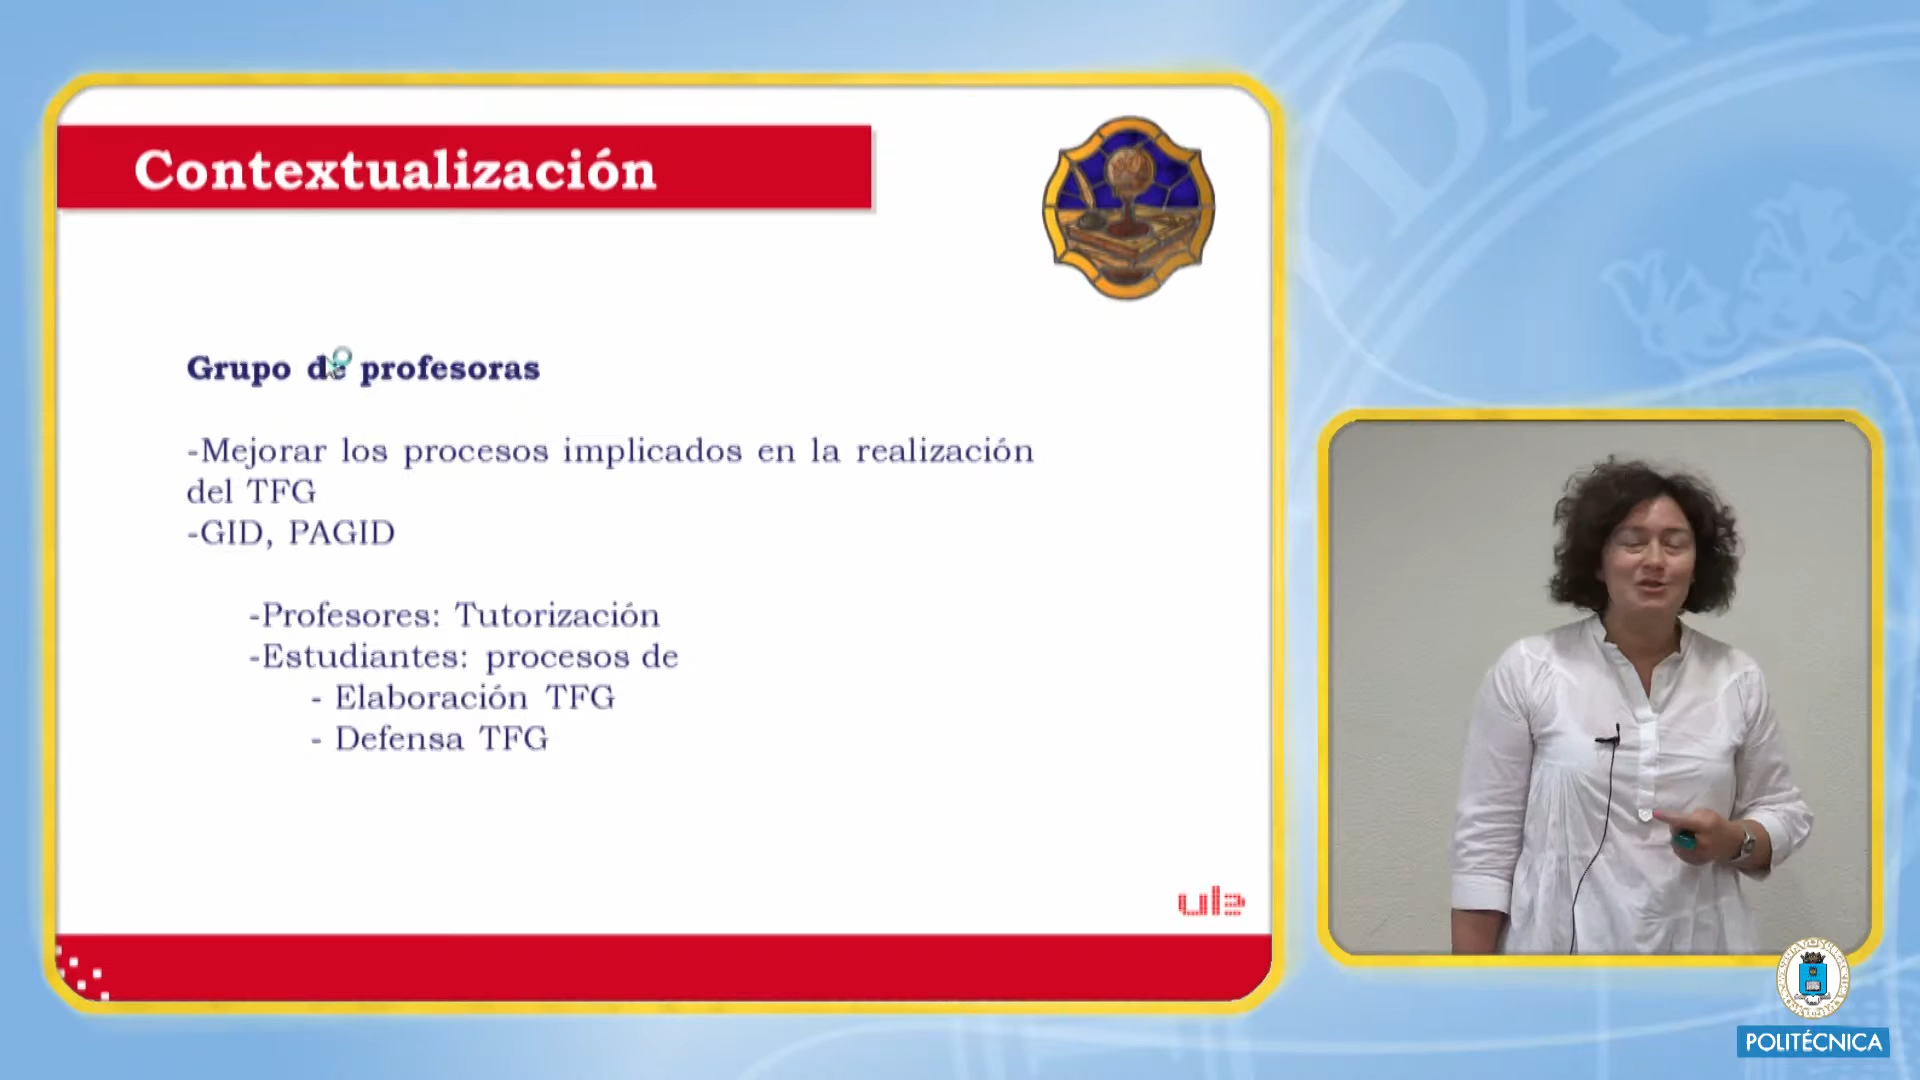 Contextualización
Grupo de profesoras
-Mejorar los procesos implicados en la realización
del TFG
-GID, PAGID
-Profesores: Tutorización
-Estudiantes: procesos de
- Elaboración TFG
- Defensa TFG
ule
POLITÉCNICA